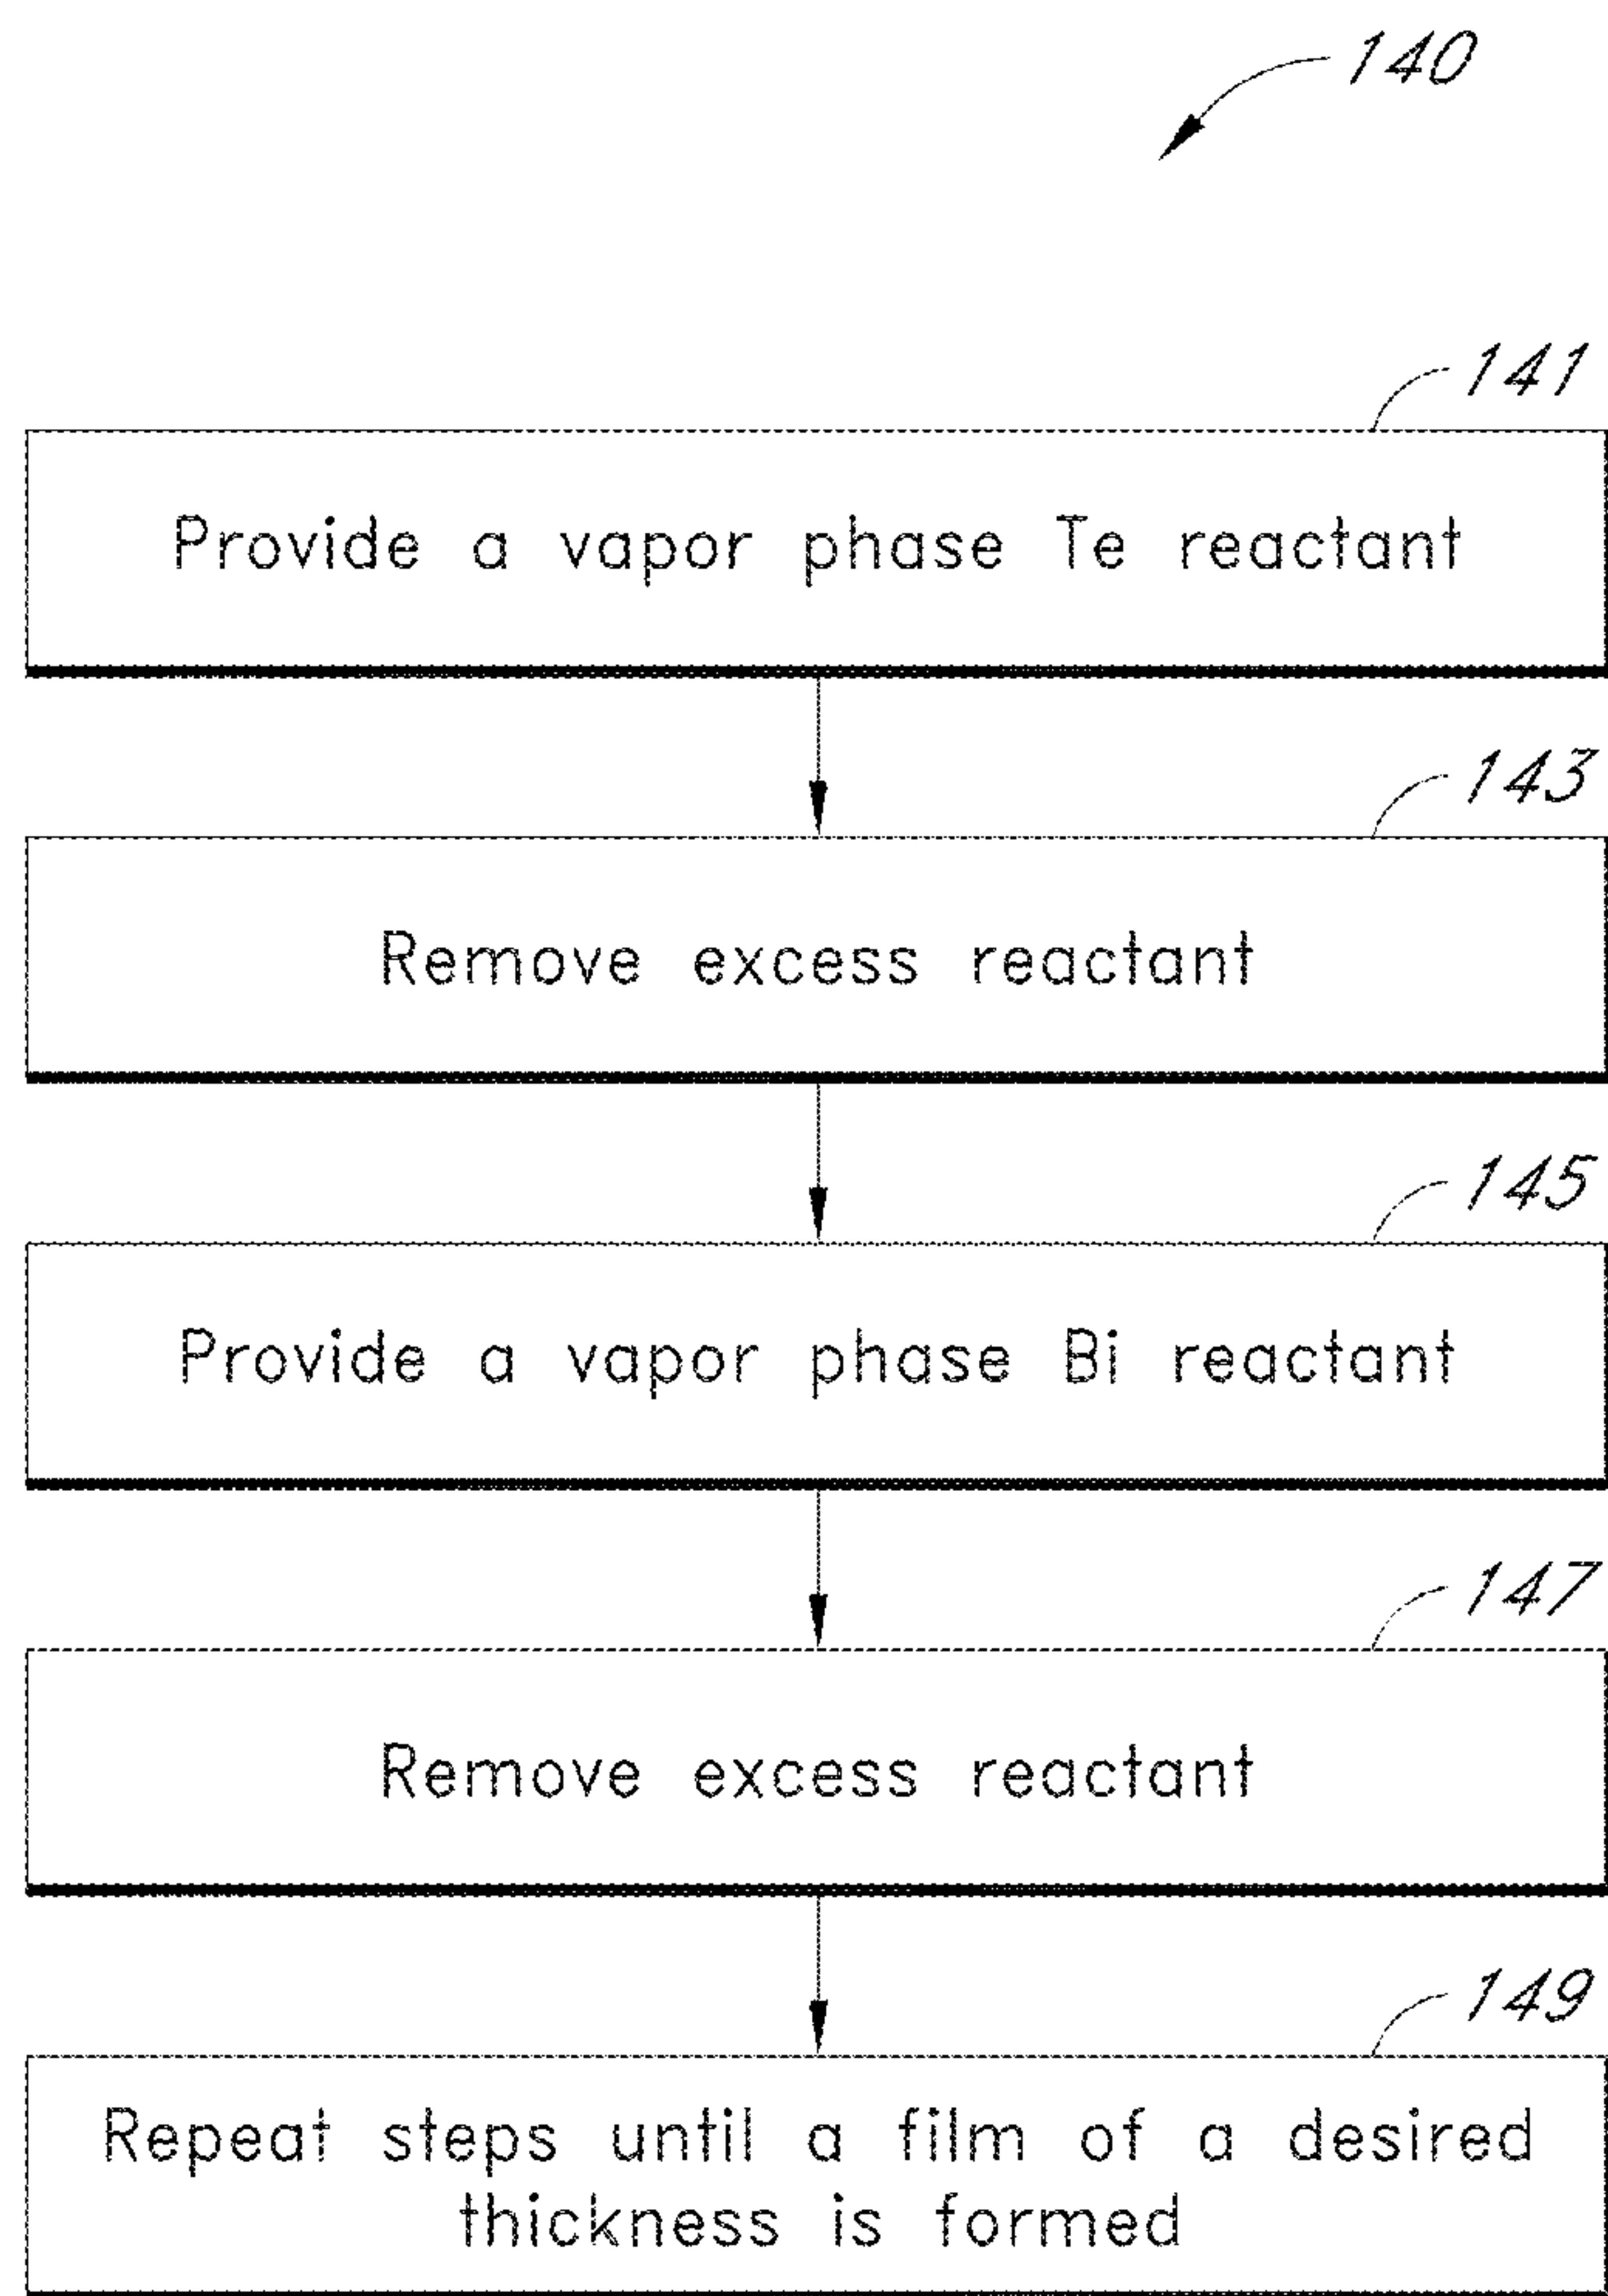 140
141
Provide a vapor phase Te reactant
143
Remove excess reactant
145
Provide a vapor phase Bi reactant
147
Remove excess reactant
149
Repeat steps until a film of a desired
thickness is formed